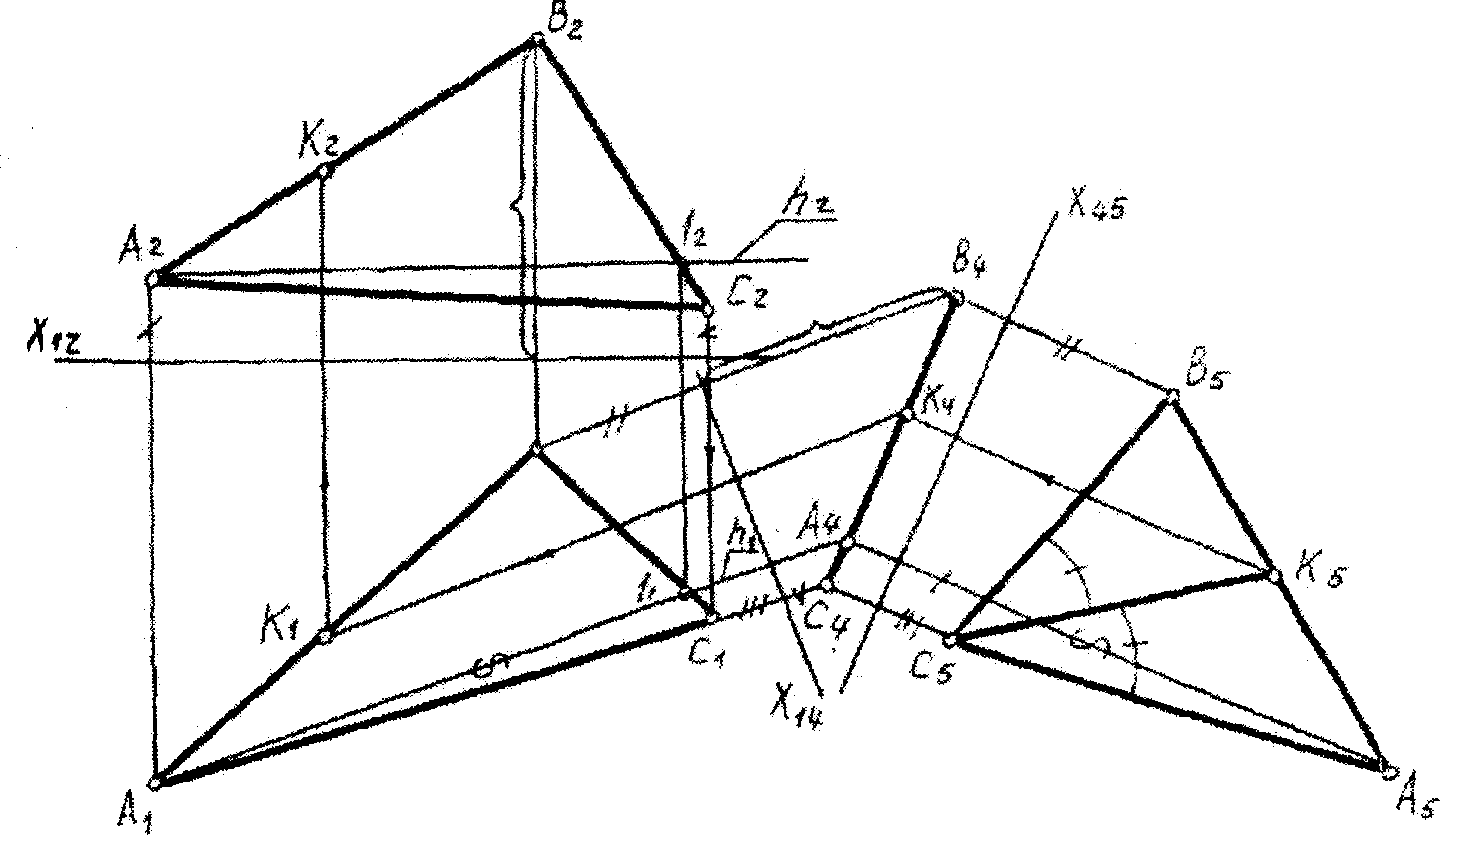 B₂
K₂
A₂
1₂
h₂
C₂
X₁₂
X₄₅
B₄
B₅
K₄
A₄
h₁
1₁
K₁
C₁
C₄
C₅
K₅
X₁₄
A₁
A₅